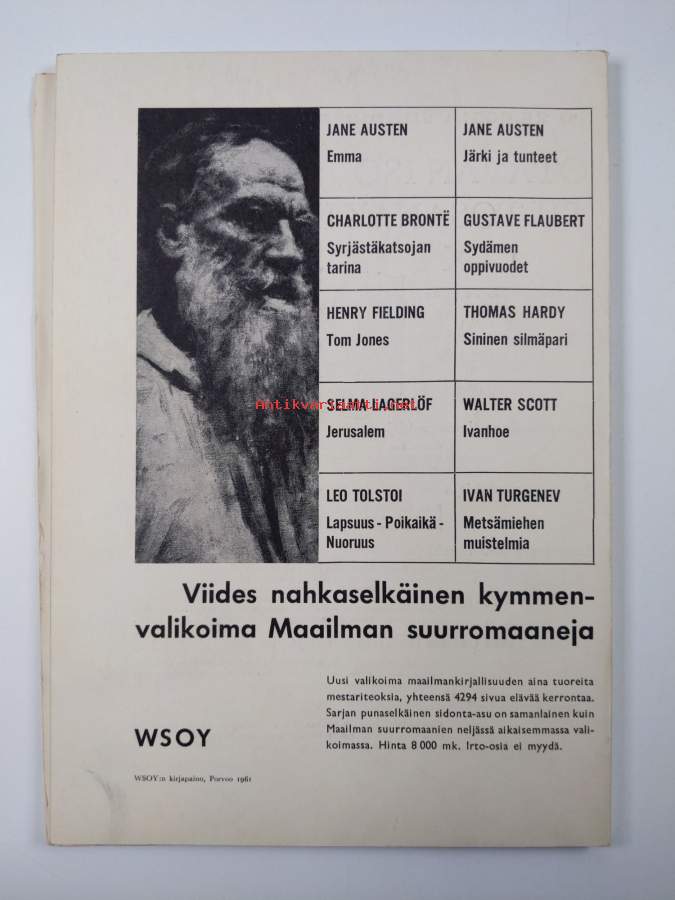 JANE AUSTEN
Emma
JANE AUSTEN
Järki ja tunteet
CHARLOTTE BRONTË
Syrjästäkatsojan
tarina
GUSTAVE FLAUBERT
Sydämen
oppivuodet
HENRY FIELDING
Tom Jones
THOMAS HARDY
Sininen silmäpari
SELMA LAGERLÖF
Jerusalem
WALTER SCOTT
Ivanhoe
LEO TOLSTOI
Lapsuus - Poikaikä -
Nuoruus
IVAN TURGENEV
Metsämiehen
muistelmia
Antikvariaatti.net
Viides nahkaselkäinen kymmen-
valikoima Maailman suurromaaneja
Uusi valikoima maailmankirjallisuuden aina tuoreita
mestariteoksia, yhteensä 4294 sivua elävää kerrontaa.
Sarjan punaselkäinen sidonta-asu on samanlainen kuin
Maailman suurromaanien neljässä aikaisemmassa vali-
koimassa. Hinta 8 000 mk. Irto-osia ei myydä.
WSOY
WSOY:n kirjapaino, Porvoo 1961